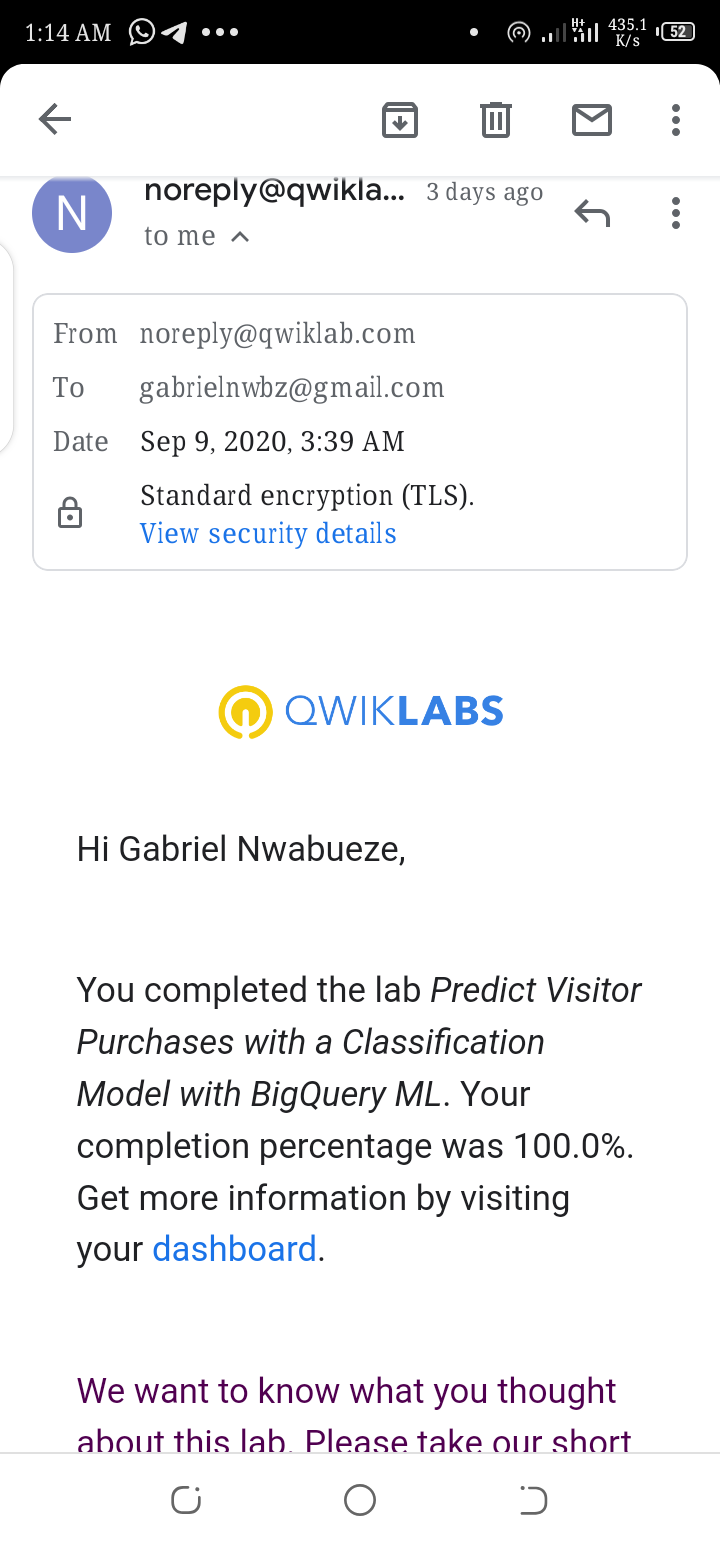 1:14 AM
H+
435.1
K/s
52
N
noreply@qwikla... 3 days ago
to me
From noreply@qwiklab.com
To gabrielnwbz@gmail.com
Date Sep 9, 2020, 3:39 AM
Standard encryption (TLS).
View security details
QWIKLABS
Hi Gabriel Nwabueze,
You completed the lab Predict Visitor
Purchases with a Classification
Model with BigQuery ML. Your
completion percentage was 100.0%.
Get more information by visiting
your dashboard.
We want to know what you thought
about this lab. Please take our short